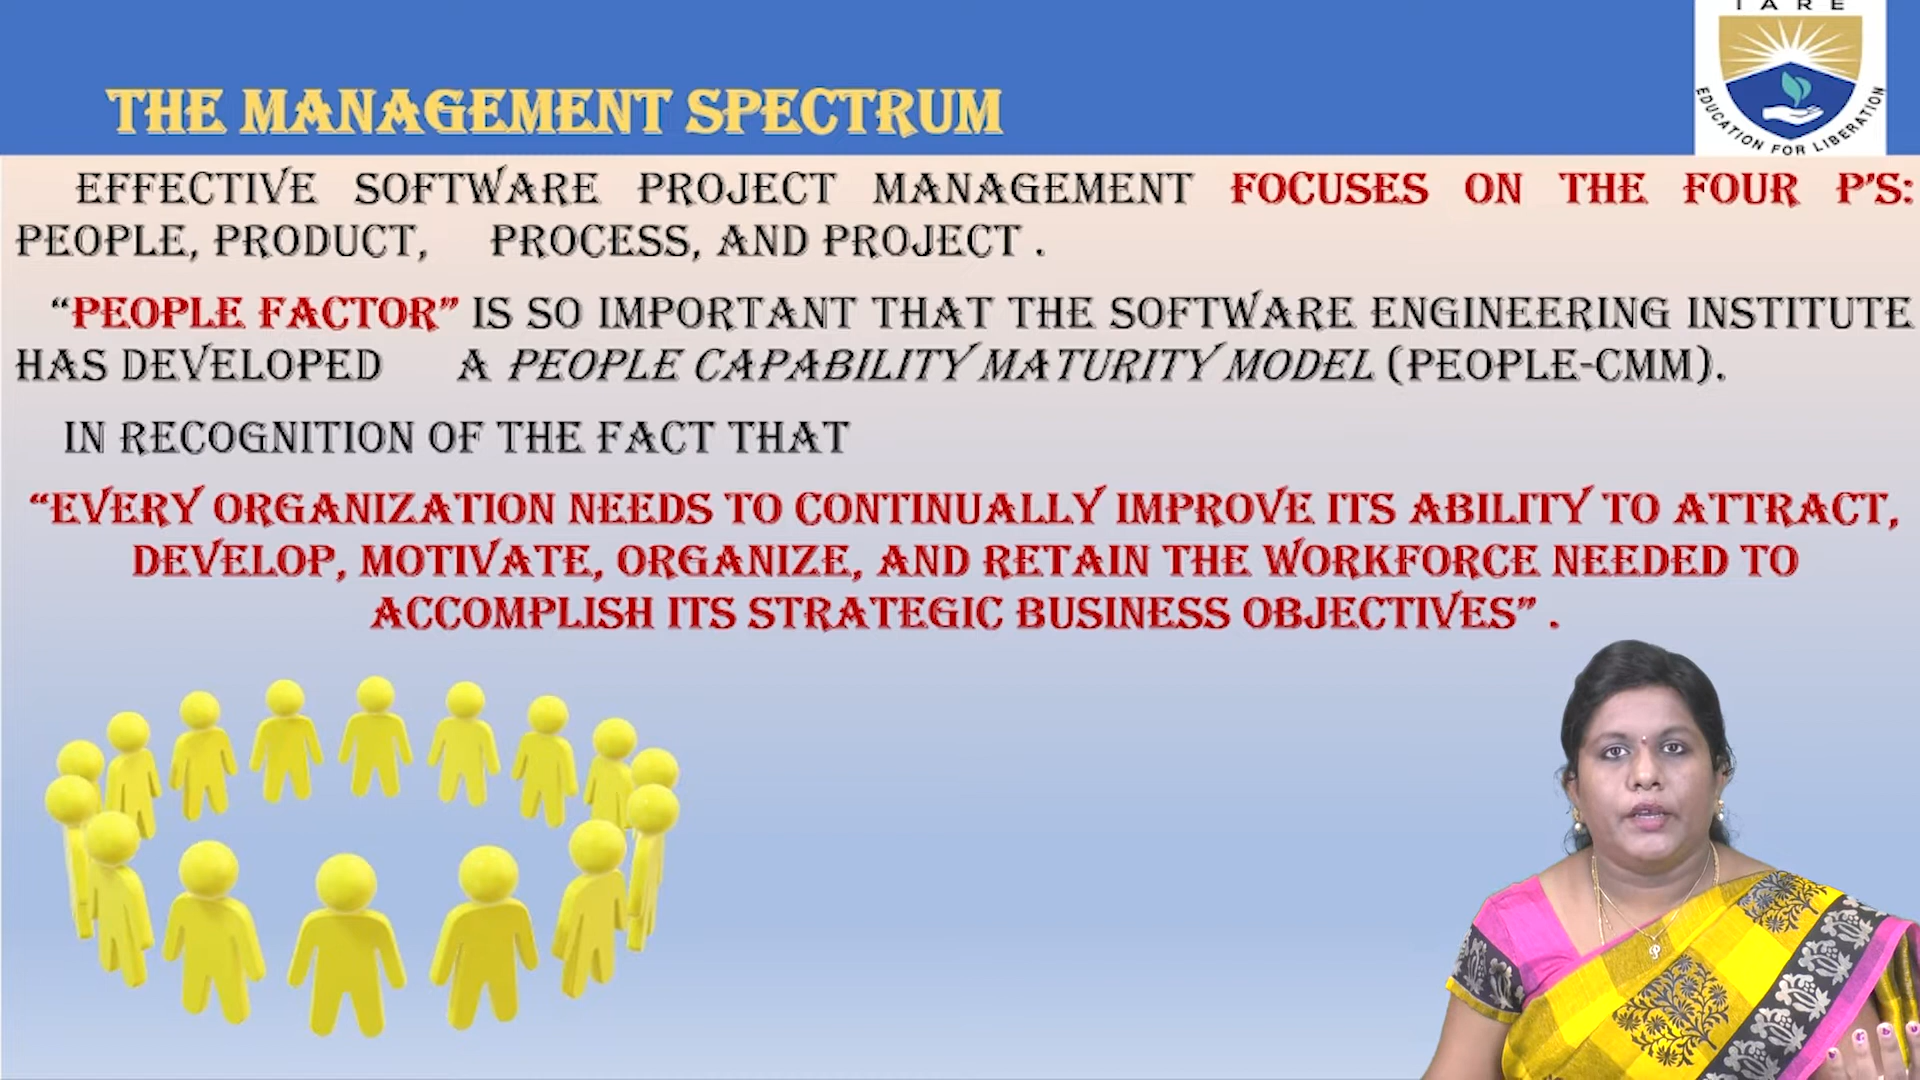 IARE
EDUCATION FOR LIBERATION
THE MANAGEMENT SPECTRUM
EFFECTIVE SOFTWARE PROJECT MANAGEMENT FOCUSES ON THE FOUR P'S:
PEOPLE, PRODUCT, PROCESS, AND PROJECT .
“PEOPLE FACTOR” IS SO IMPORTANT THAT THE SOFTWARE ENGINEERING INSTITUTE
HAS DEVELOPED A PEOPLE CAPABILITY MATURITY MODEL (PEOPLE-CMM).
IN RECOGNITION OF THE FACT THAT
“EVERY ORGANIZATION NEEDS TO CONTINUALLY IMPROVE ITS ABILITY TO ATTRACT,
DEVELOP, MOTIVATE, ORGANIZE, AND RETAIN THE WORKFORCE NEEDED TO
ACCOMPLISH ITS STRATEGIC BUSINESS OBJECTIVES” .
P